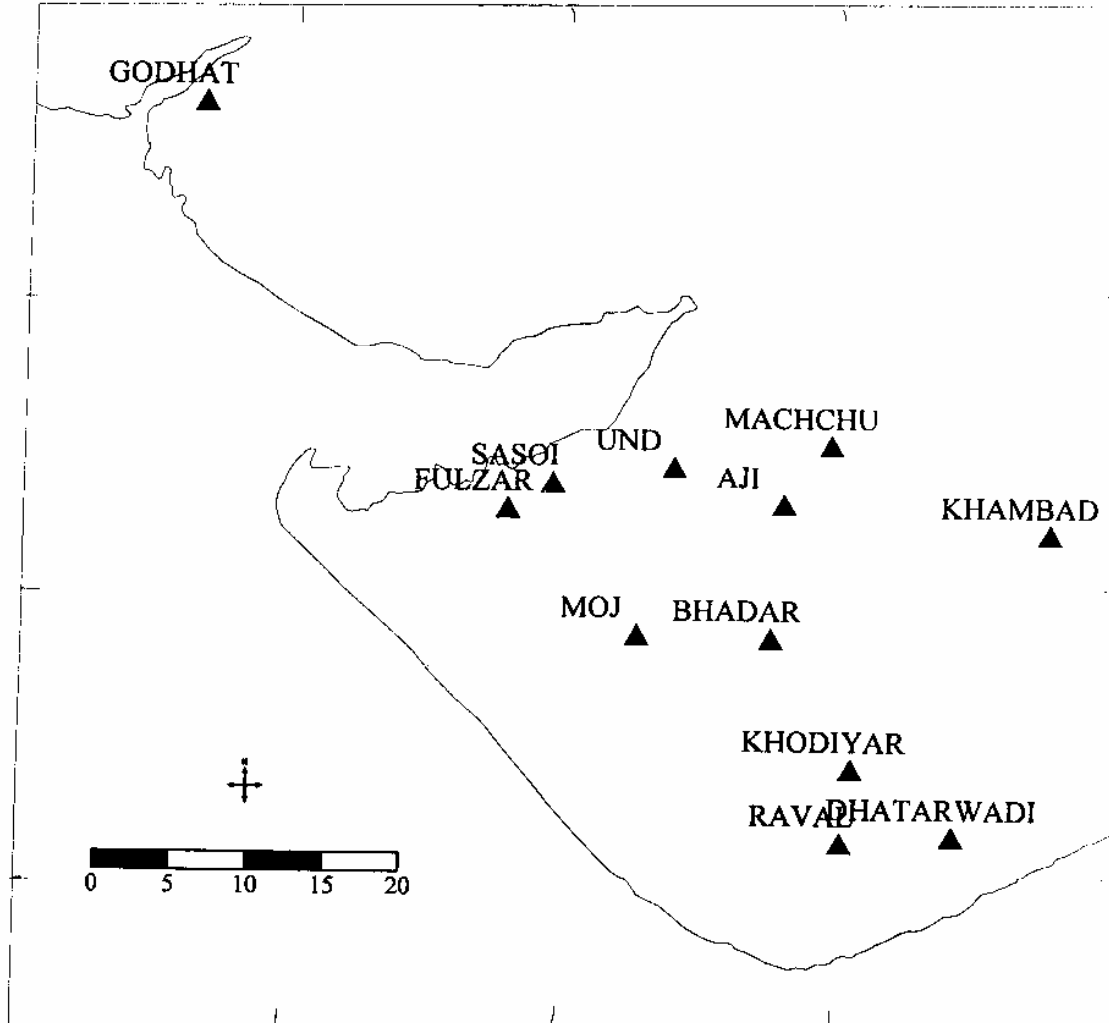 GODHAT
MACHCHU
UND
SASOI
AJI
FULZAR
KHAMBAD
MOJ
BHADAR
KHODIYAR
RAVAL
DHATARWADI
0 5 10 15 20